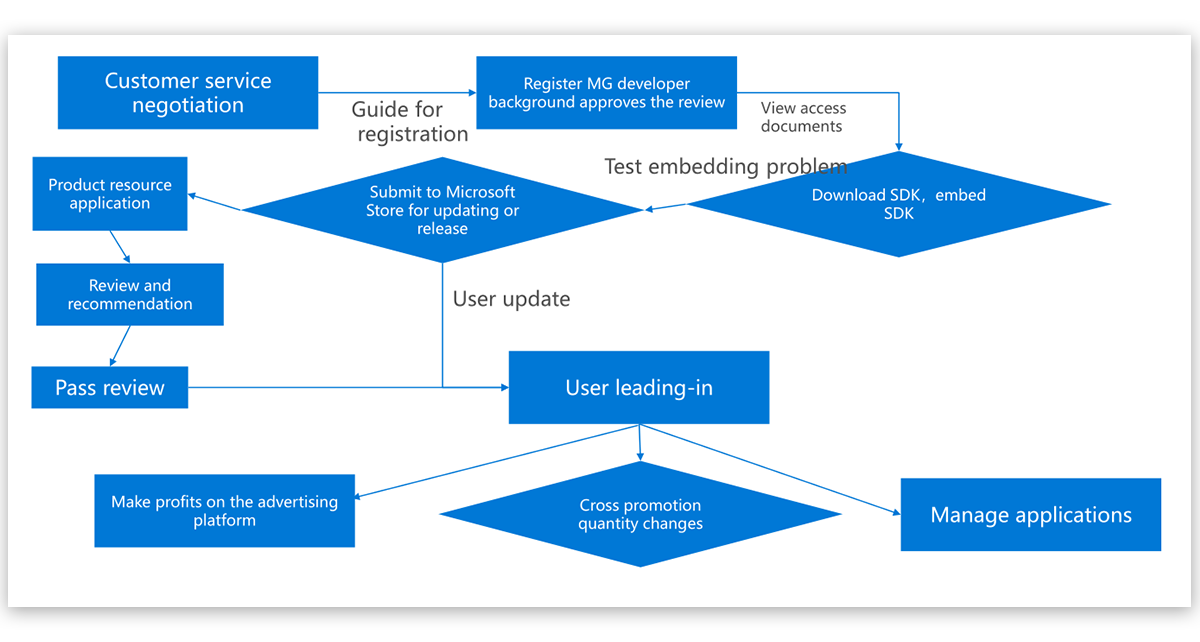 Customer service
negotiation
Guide for
registration
Register MG developer
background approves the review
View access
documents
Test embedding problem
Download SDK，embed
SDK
Submit to Microsoft
Store for updating or
release
Product resource
application
Review and
recommendation
Pass review
User update
User leading-in
Make profits on the advertising
platform
Cross promotion
quantity changes
Manage applications